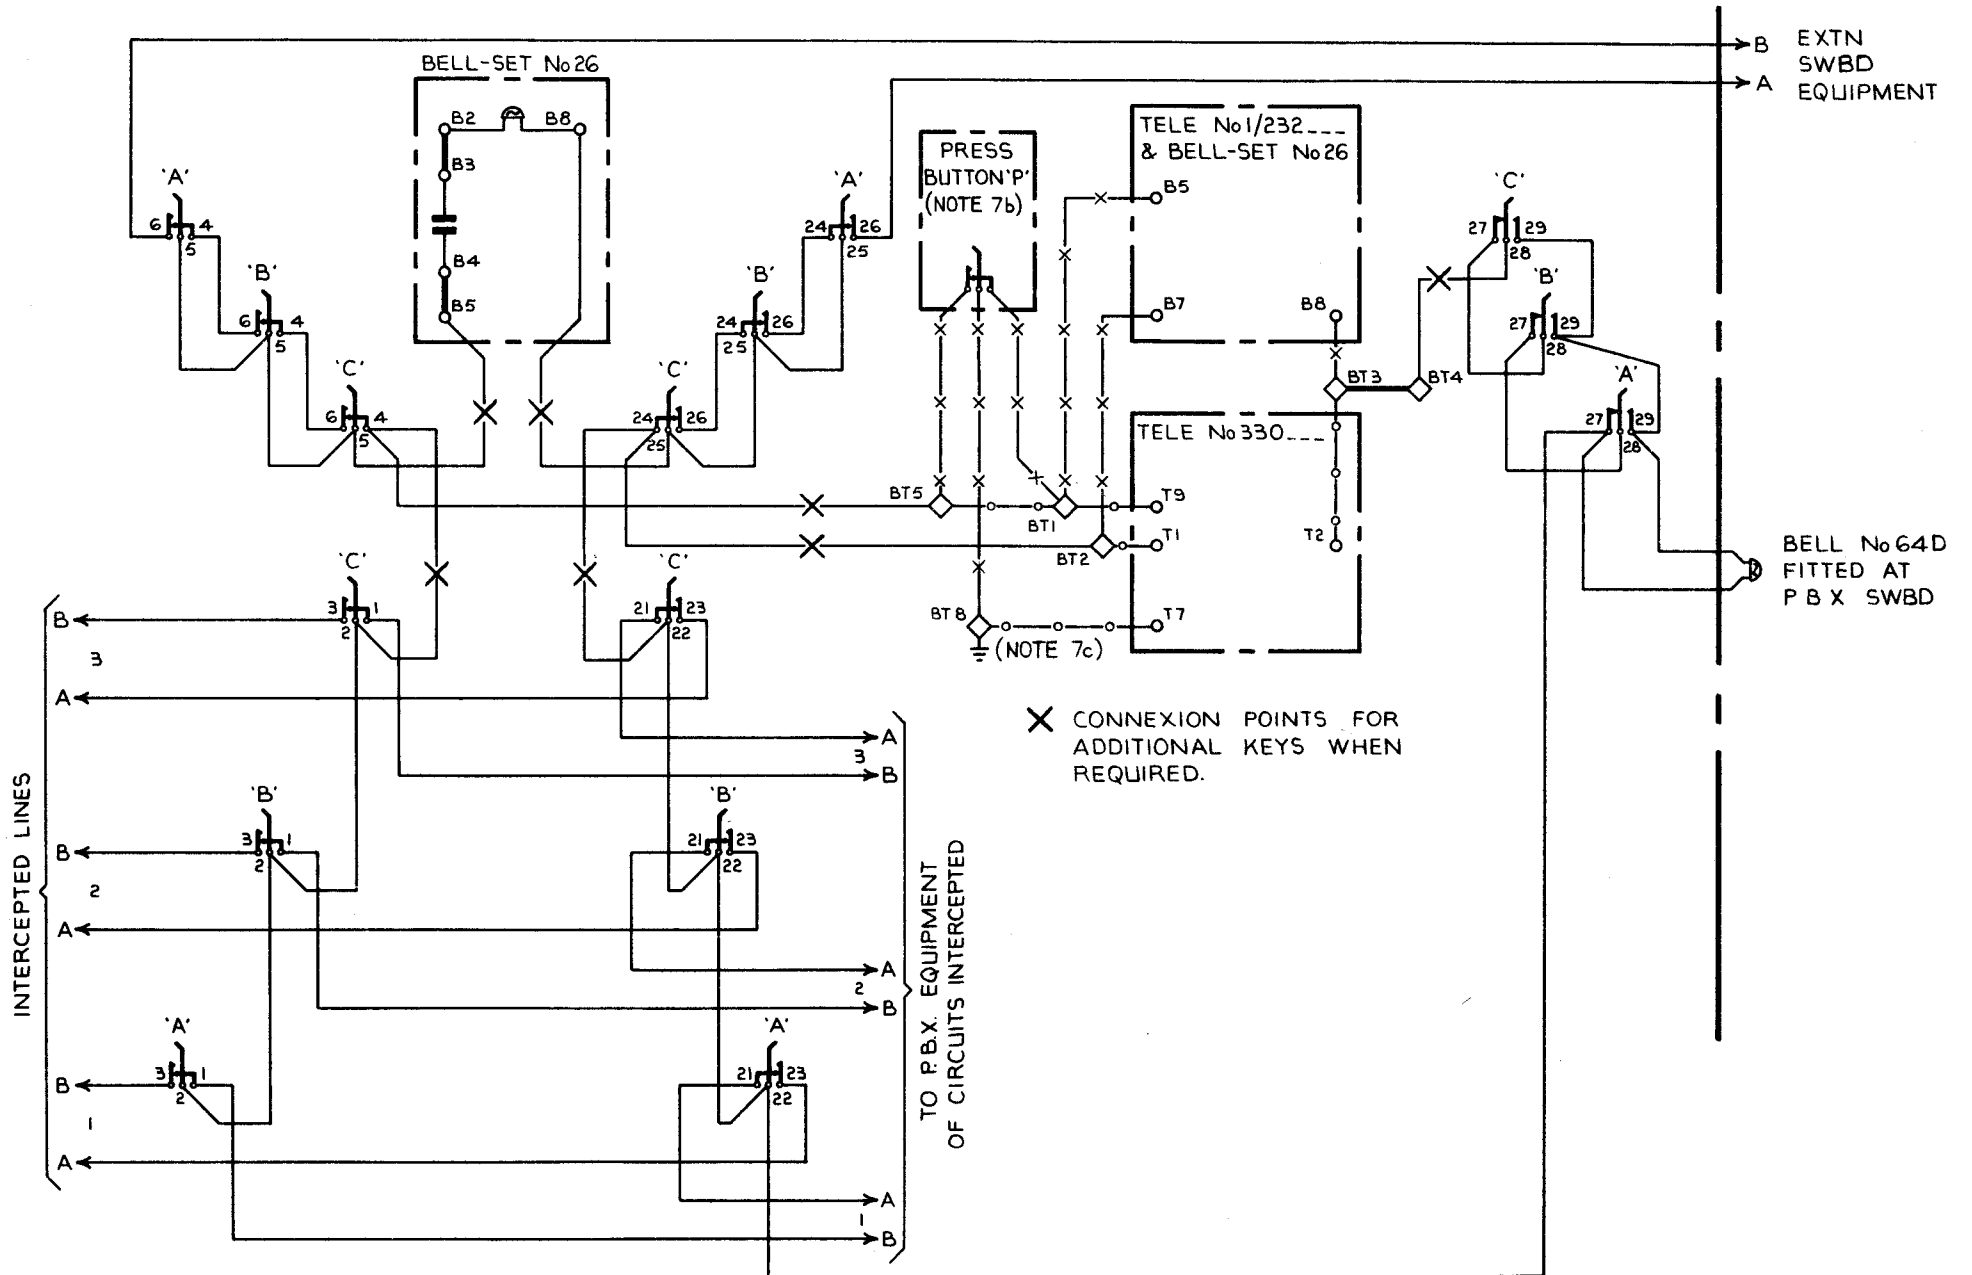 B EXTN
SWBD
A EQUIPMENT
BELL-SET No 26
B2 B8
B3
B4
B5
'A'
6 4
5
'B'
6 4
5
'C'
6 4
5
'A'
24 26
25
'B'
24 26
25
'C'
24 26
25
PRESS
BUTTON 'P'
(NOTE 7b)
TELE No 1/232
& BELL-SET No 26
B5
B7
B8
BT3
BT4
TELE No 330
BT5
BT1
T9
BT2
T1
T2
BT8
T7
(NOTE 7c)
'C'
27 29
28
'B'
27 29
28
'A'
27 29
28
BELL No 64D
FITTED AT
P B X SWBD
X CONNEXION POINTS FOR
ADDITIONAL KEYS WHEN
REQUIRED.
INTERCEPTED LINES
B
3
A
B
2
A
B
1
A
'C'
3 1
2
'C'
21 23
22
'B'
3 1
2
'B'
21 23
22
'A'
3 1
2
'A'
21 23
22
A
3
B
A
2
B
A
1
B
TO P.B.X. EQUIPMENT
OF CIRCUITS INTERCEPTED